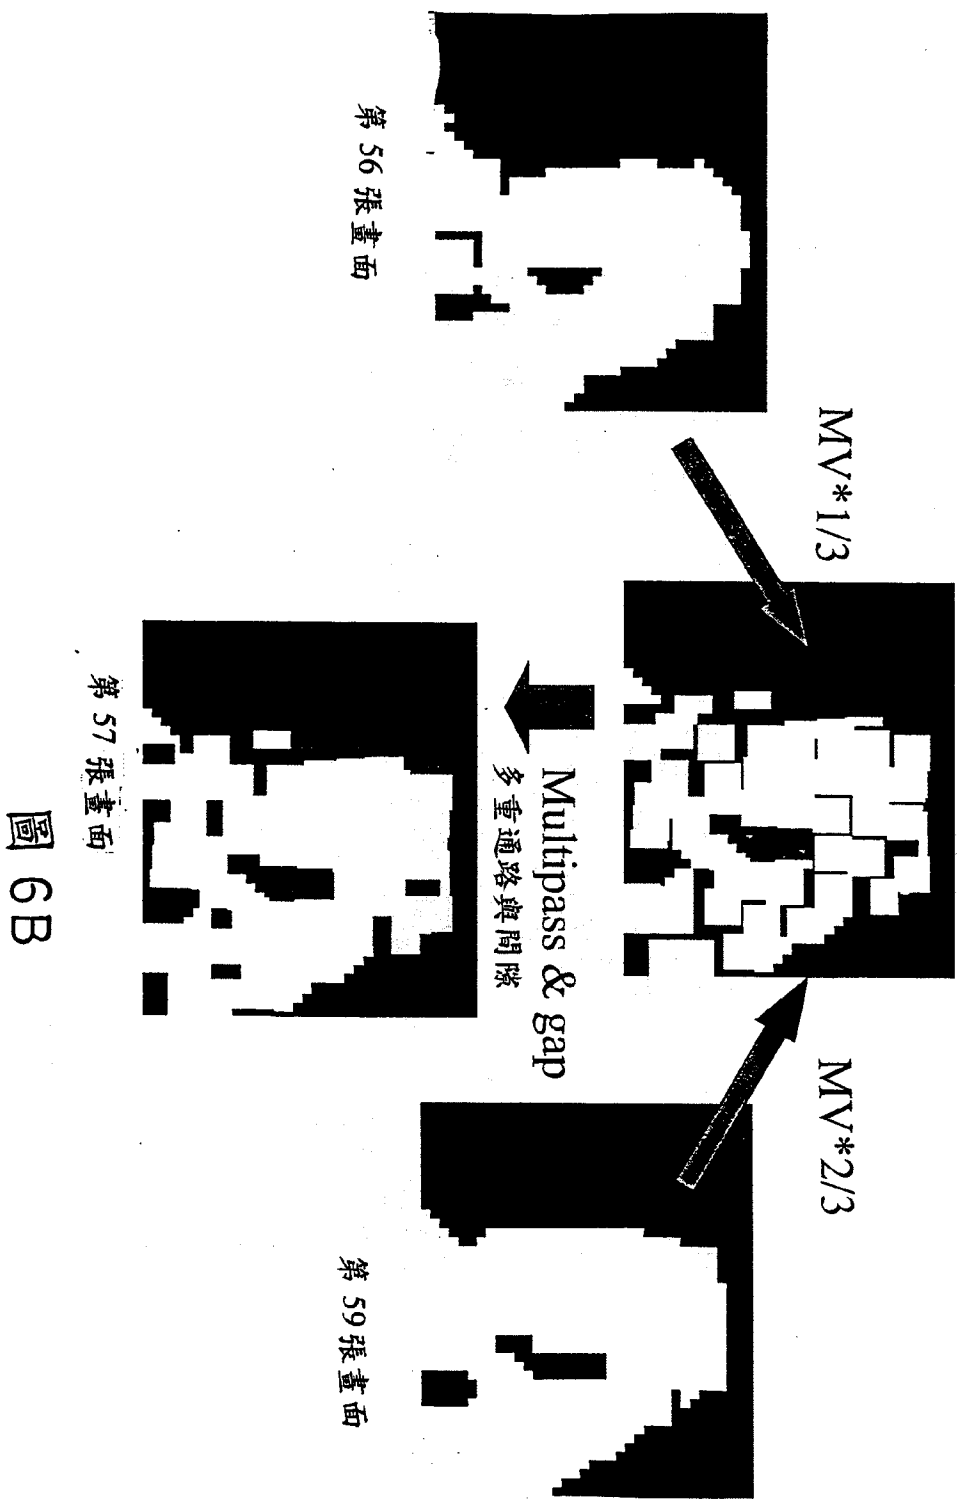 MV*1/3
MV*2/3
第 56 張畫面
Multipass & gap
多重通路與間隙
第 59 張畫面
第 57 張畫面
圖 6B